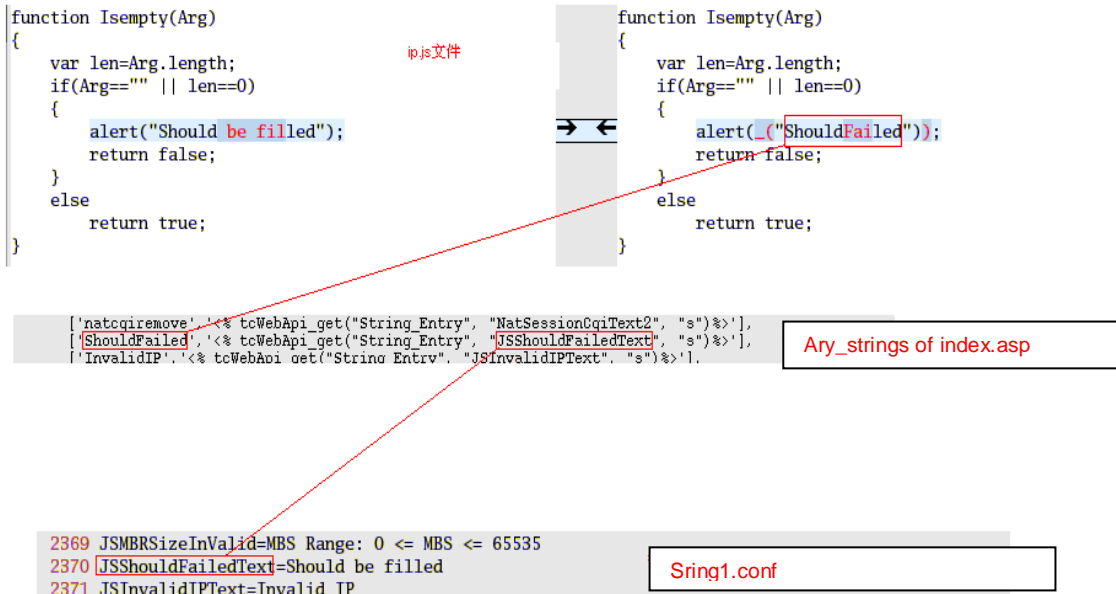 function Isempty(Arg)
{
var len=Arg.length;
if(Arg=="" || len==0)
{
alert("Should be filled");
return false;
}
else
return true;
}
ip.js文件
function Isempty(Arg)
{
var len=Arg.length;
if(Arg=="" || len==0)
{
alert(_("ShouldFailed"));
return false;
}
else
return true;
}
['natcqiremove','<% tcWebApi_get("String_Entry", "NatSessionCqiText2", "s")%>'],
['ShouldFailed','<% tcWebApi_get("String_Entry", "JSShouldFailedText", "s")%>'],
['InvalidIP','<% tcWebApi_get("String_Entry", "JSInvalidIPText", "s")%>'],
Ary_strings of index.asp
2369 JSMBRSizeInValid=MBS Range: 0 <= MBS <= 65535
2370 JSShouldFailedText=Should be filled
2371 JSInvalidIPText=Invalid IP
Sring1.conf